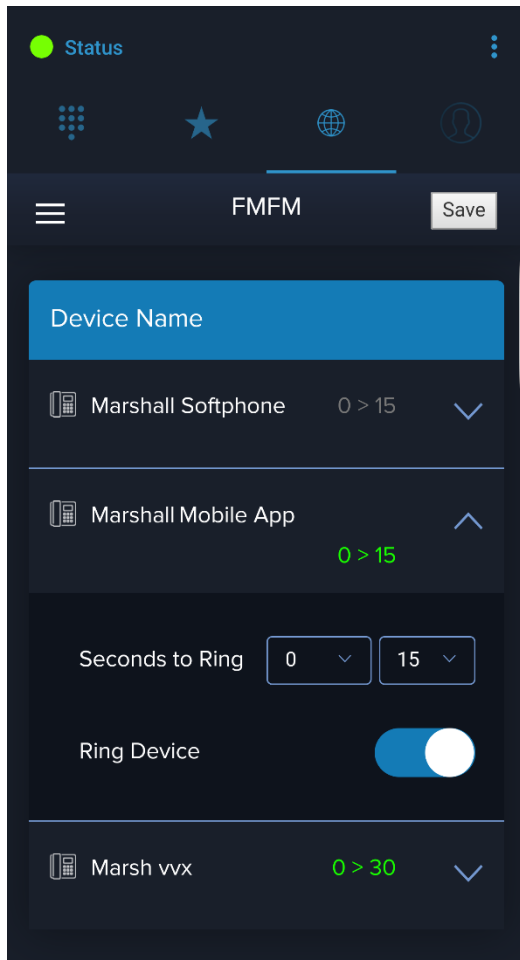 Status
FMFM
Save
Device Name
Marshall Softphone 0 > 15
Marshall Mobile App
0 > 15
Seconds to Ring 0 15
Ring Device
Marsh vvx 0 > 30